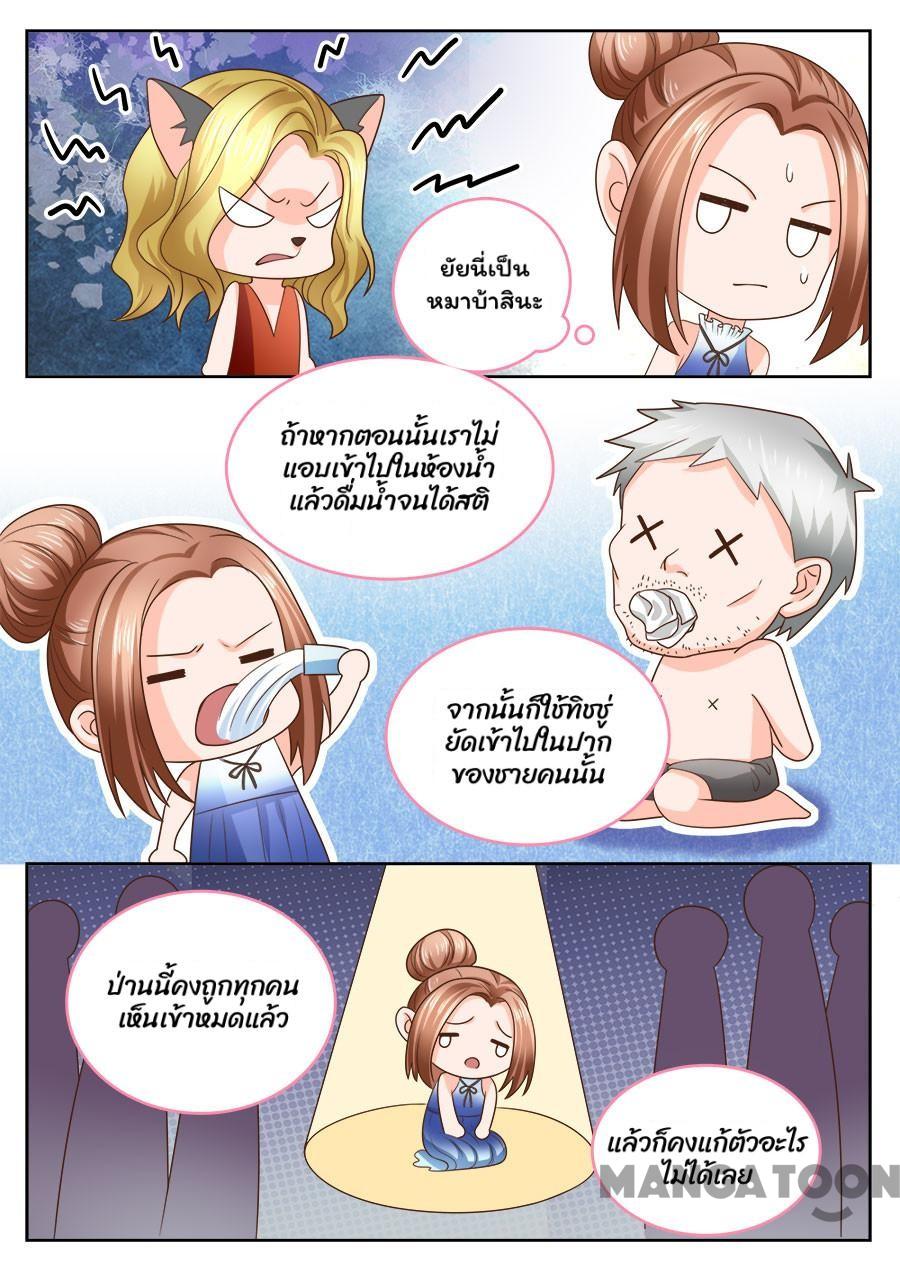 ยัยนี่เป็น
หมาบ้าสินะ
ถ้าหากตอนนั้นเราไม่
แอบเข้าไปในห้องน้ำ
แล้วดื่มน้ำจนได้สติ
จากนั้นก็ใช้ทิชชู่
ยัดเข้าไปในปาก
ของชายคนนั้น
ป่านนี้คงถูกทุกคน
เห็นเข้าหมดแล้ว
แล้วก็คงแก้ตัวอะไร
ไม่ได้เลย
MANGA TOON